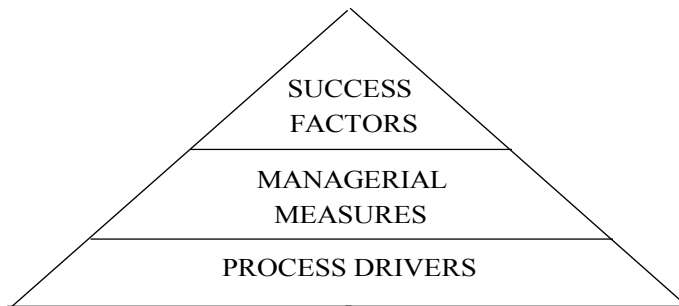 SUCCESS
FACTORS
MANAGERIAL
MEASURES
PROCESS DRIVERS